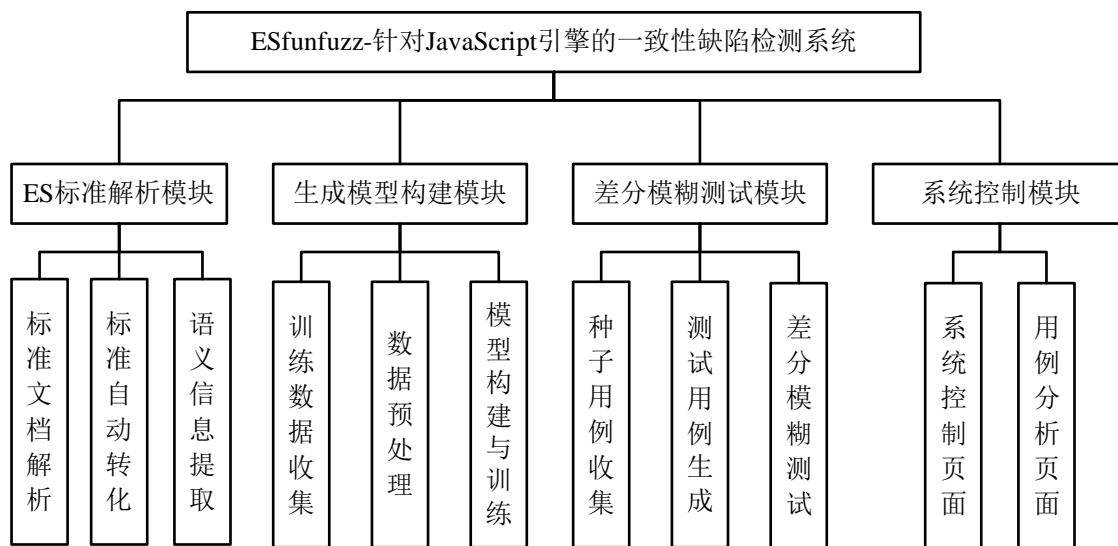 ESfunfuzz-针对JavaScript引擎的一致性缺陷检测系统
ES标准解析模块
生成模型构建模块
差分模糊测试模块
系统控制模块
标准文档解析
标准自动转化
语义信息提取
训练数据收集
数据预处理
模型构建与训练
种子用例收集
测试用例生成
差分模糊测试
系统控制页面
用例分析页面